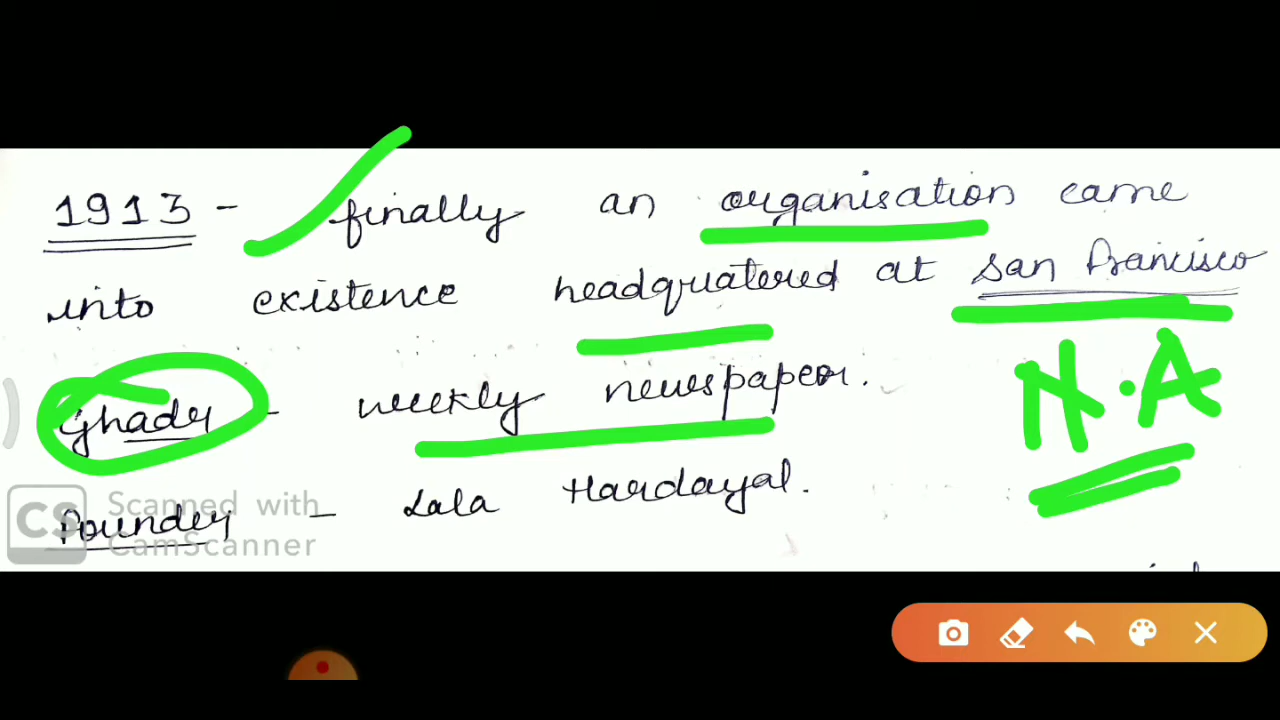 1913 - finally an organisation came
into existence headquatered at San Francisco
N.A
Ghadr - weekly newspaper.
Founder - Lala Hardayal.
CS Scanned with
CamScanner